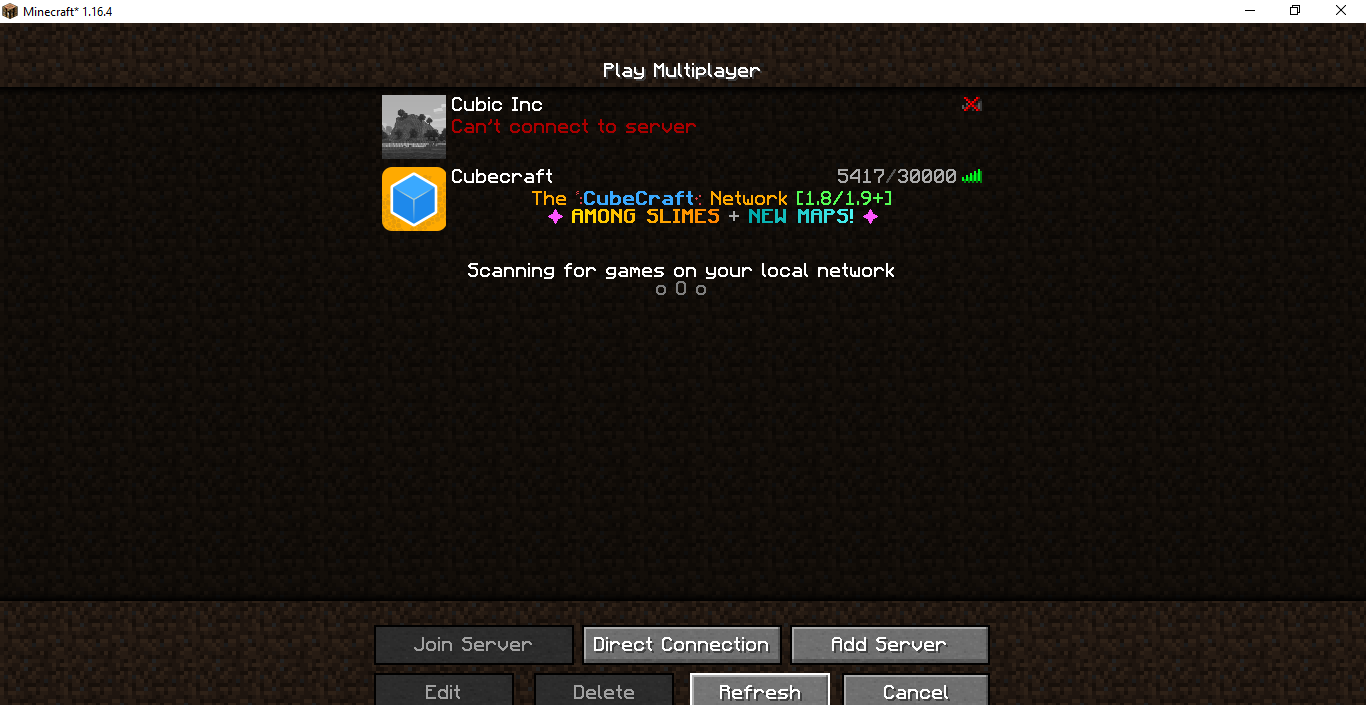 Minecraft* 1.16.4
Play Multiplayer
Cubic Inc
Can't connect to server
Cubecraft 5417/30000
The CubeCraft Network [1.8/1.9+]
AMONG SLIMES + NEW MAPS!
Scanning for games on your local network
o O o
Join Server Direct Connection Add Server
Edit Delete Refresh Cancel